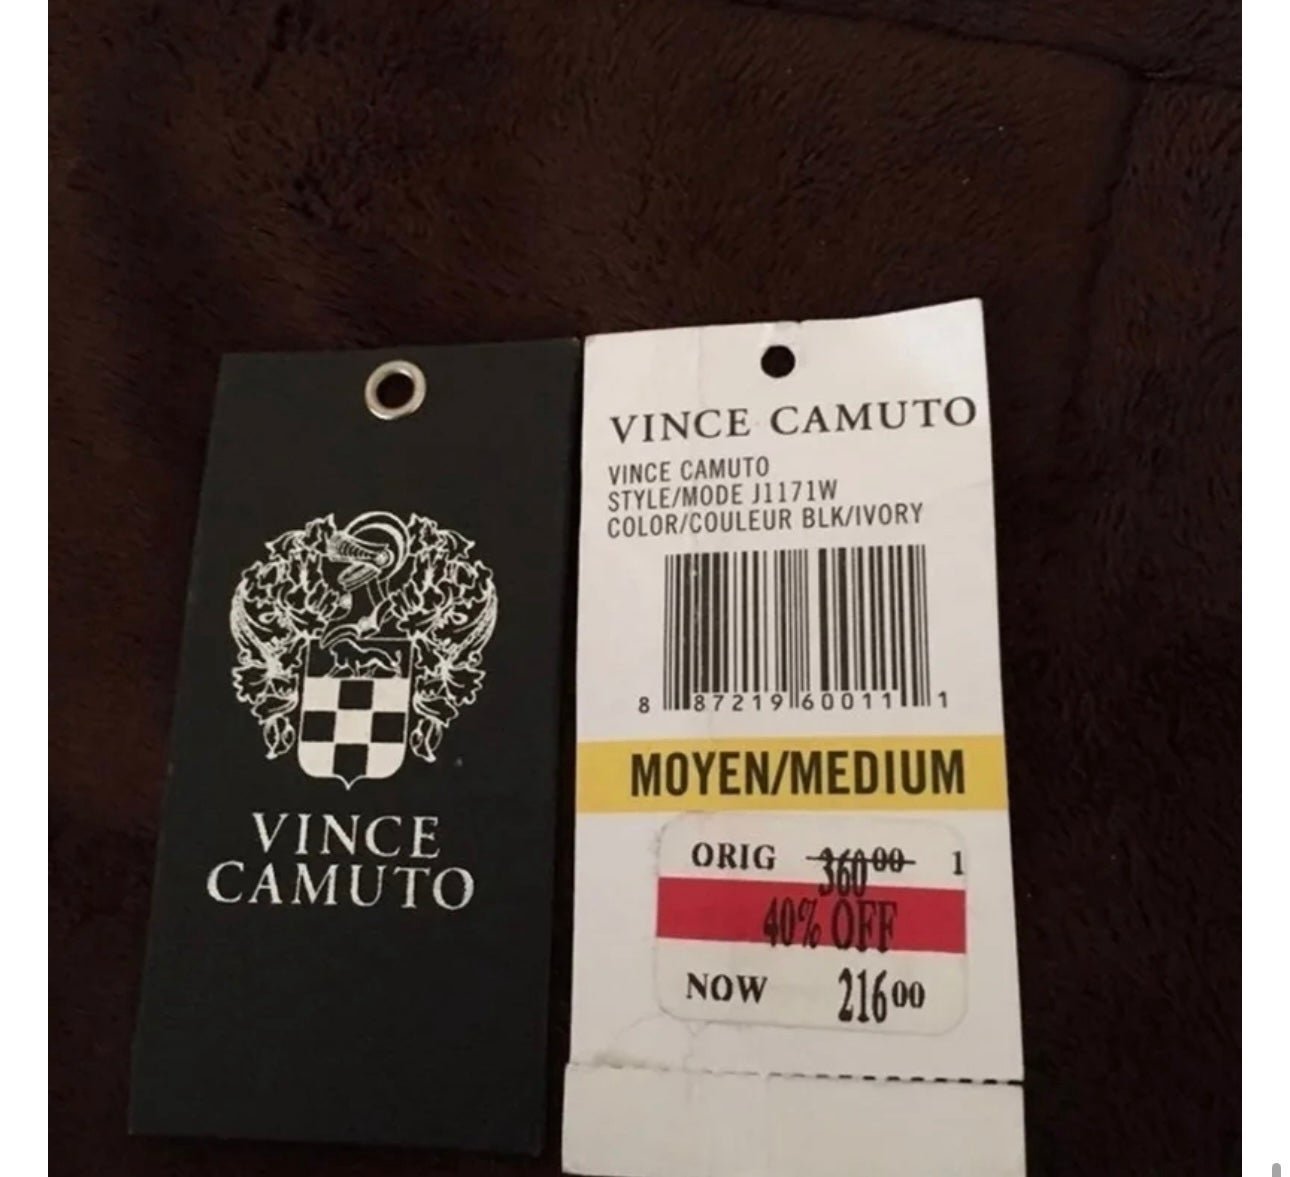 VINCE
CAMUTO
VINCE CAMUTO
VINCE CAMUTO
STYLE/MODE J1171W
COLOR/COULEUR BLK/IVORY
8 87219 60011 1
MOYEN/MEDIUM
ORIG 360.00 1
40% OFF
NOW 216.00